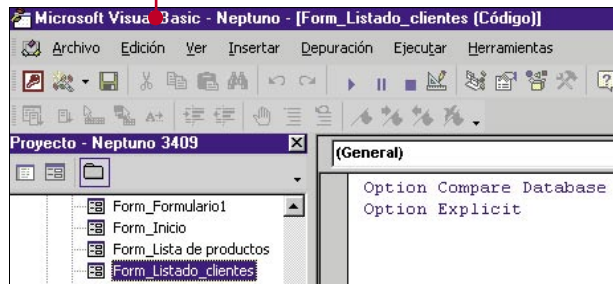 Microsoft Visual Basic - Neptuno - [Form_Listado_clientes (Código)]
Archivo Edición Ver Insertar Depuración Ejecutar Herramientas
Proyecto - Neptuno 3409
(General)
Option Compare Database
Option Explicit
Form_Formulario1
Form_Inicio
Form_Lista de productos
Form_Listado_clientes